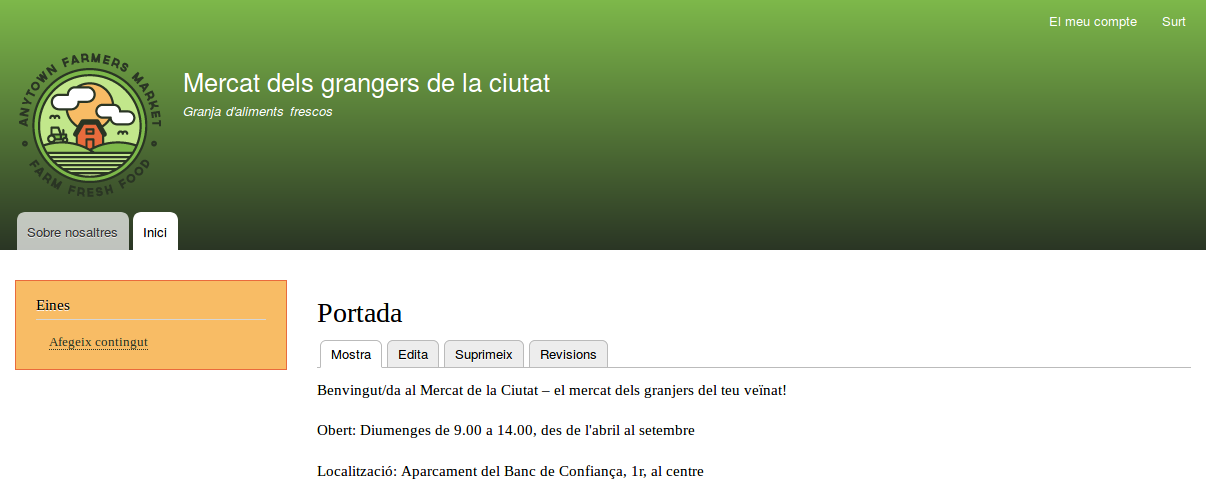 El meu compte
Surt
ANYTOWN FARMERS MARKET
FARM FRESH FOOD
Mercat dels grangers de la ciutat
Granja d'aliments frescos
Sobre nosaltres
Inici
Eines
Afegeix contingut
Portada
Mostra
Edita
Suprimeix
Revisions
Benvingut/da al Mercat de la Ciutat – el mercat dels granjers del teu veïnat!
Obert: Diumenges de 9.00 a 14.00, des de l'abril al setembre
Localització: Aparcament del Banc de Confiança, 1r, al centre